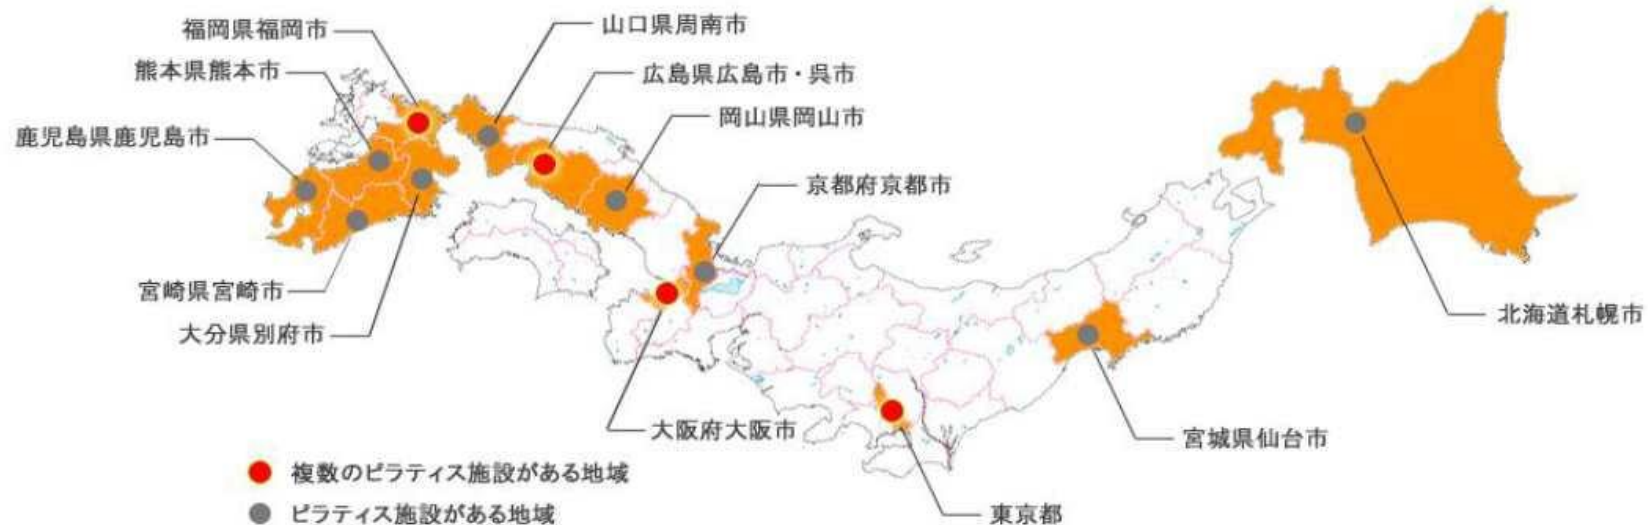 福岡県福岡市
山口県周南市
熊本県熊本市
広島県広島市・呉市
岡山県岡山市
鹿児島県鹿児島市
京都府京都市
宮崎県宮崎市
北海道札幌市
大分県別府市
大阪府大阪市
宮城県仙台市
複数のピラティス施設がある地域
ピラティス施設がある地域
東京都